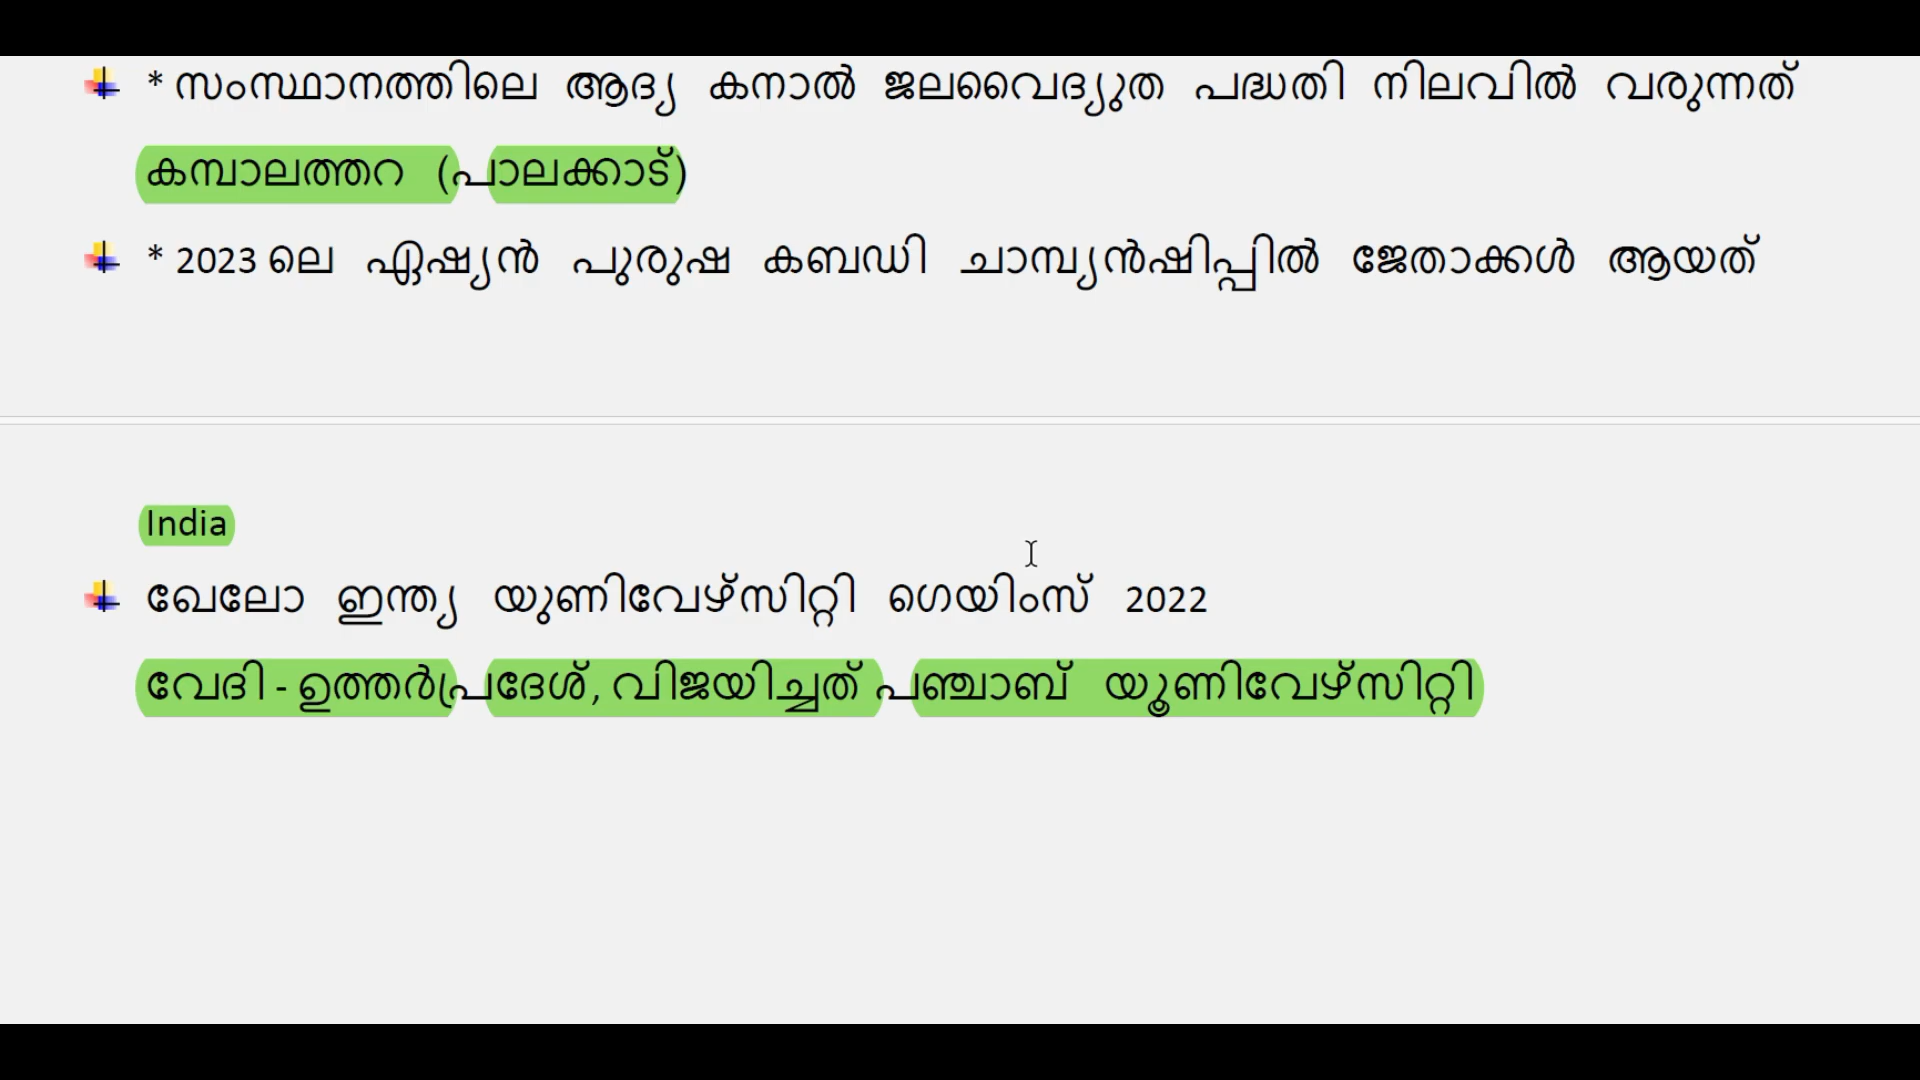 * സംസ്ഥാനത്തിലെ ആദ്യ കനാൽ ജലവൈദ്യുത പദ്ധതി നിലവിൽ വരുന്നത്
കമ്പാലത്തറ (പാലക്കാട്)
* 2023 ലെ ഏഷ്യൻ പുരുഷ കബഡി ചാമ്പ്യൻഷിപ്പിൽ ജേതാക്കൾ ആയത്
India
ഖേലോ ഇന്ത്യ യുണിവേഴ്സിറ്റി ഗെയിംസ് 2022
വേദി - ഉത്തർപ്രദേശ്, വിജയിച്ചത് പഞ്ചാബ് യൂണിവേഴ്സിറ്റി